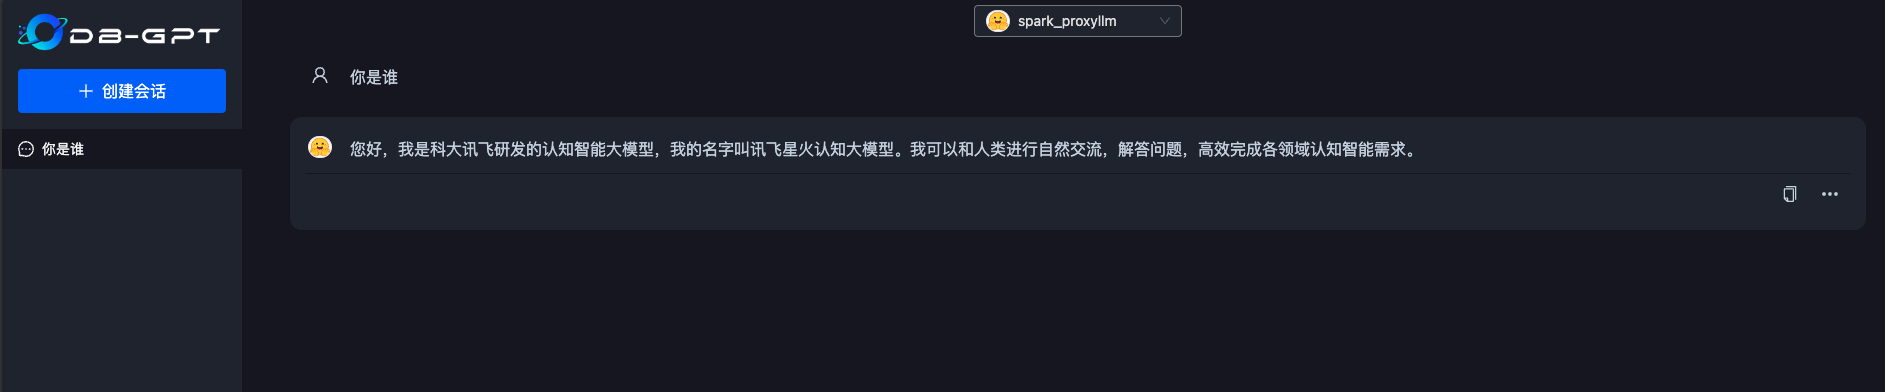 DB-GPT
spark_proxyllm
创建会话
你是谁
你是谁
您好，我是科大讯飞研发的认知智能大模型，我的名字叫讯飞星火认知大模型。我可以和人类进行自然交流，解答问题，高效完成各领域认知智能需求。